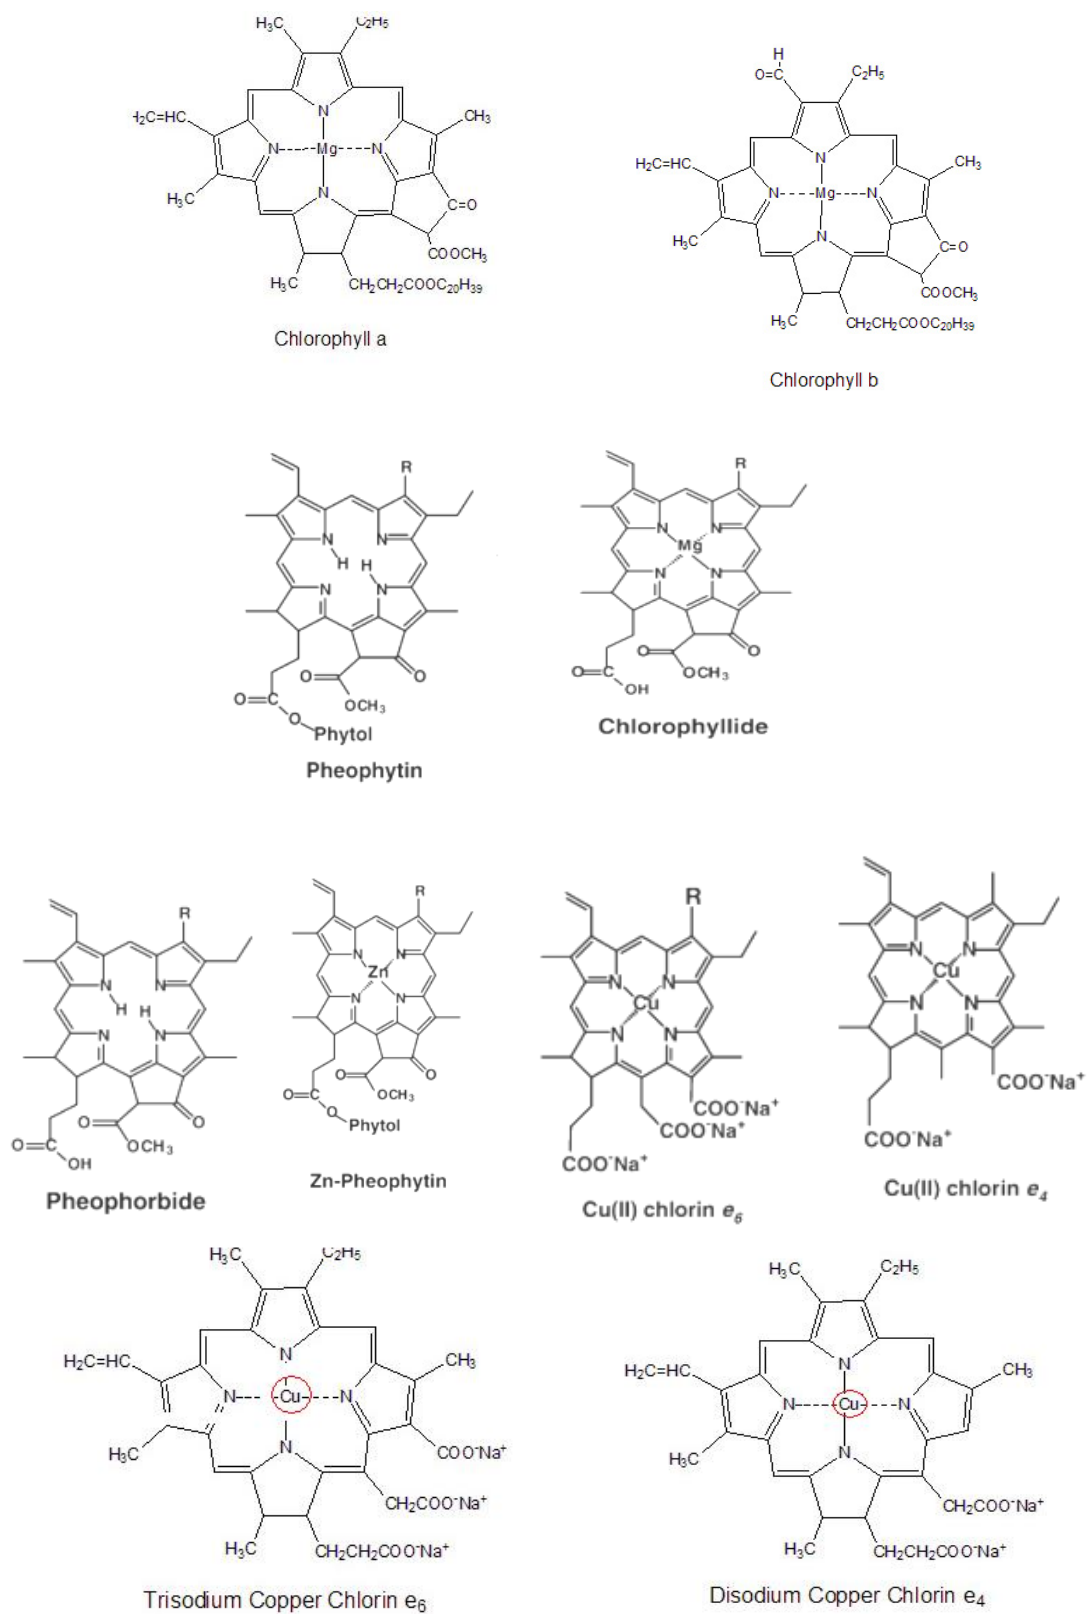 H₃C C₂H₅
H₂C=HC N CH₃
N Mg N
H₃C N C=O
COOCH₃
H₃C CH₂CH₂COOC₂₀H₃₉
Chlorophyll a
H
O=C C₂H₅
H₂C=HC N CH₃
N Mg N
H₃C N C=O
COOCH₃
H₃C CH₂CH₂COOC₂₀H₃₉
Chlorophyll b
R
N N
H H
N N
O O
O=C OCH₃
O
Phytol
Pheophytin
R
N N
Mg
N N
O O
O=C OCH₃
OH
Chlorophyllide
R
N N
H H
N N
O O
O=C OCH₃
OH
Pheophorbide
R
N N
Zn
N N
O O
O=C OCH₃
O
Phytol
Zn-Pheophytin
R
N N
Cu
N N
COO⁻Na⁺
COO⁻Na⁺
COO⁻Na⁺
Cu(II) chlorin e₆
N N
Cu
N N
COO⁻Na⁺
COO⁻Na⁺
Cu(II) chlorin e₄
H₃C C₂H₅
H₂C=HC N CH₃
N Cu N
H₃C N COO⁻Na⁺
CH₂COO⁻Na⁺
H₃C CH₂CH₂COO⁻Na⁺
Trisodium Copper Chlorin e₆
H₃C C₂H₅
H₂C=HC N CH₃
N Cu N
H₃C N
CH₂COO⁻Na⁺
H₃C CH₂CH₂COO⁻Na⁺
Disodium Copper Chlorin e₄